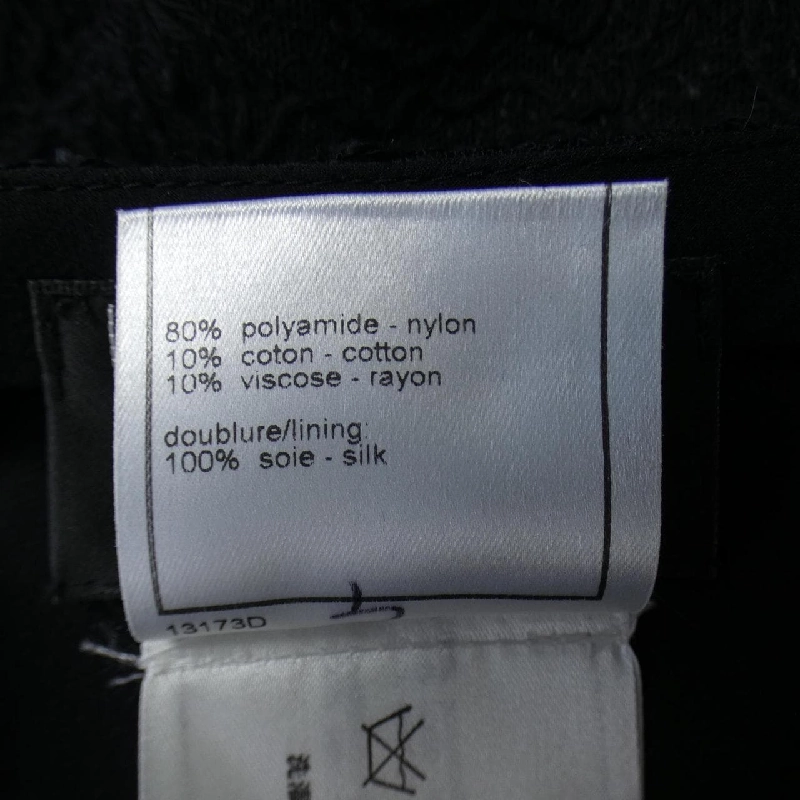 80% polyamide - nylon
10% coton - cotton
10% viscose - rayon
doublure/lining
100% soie - silk
13173D